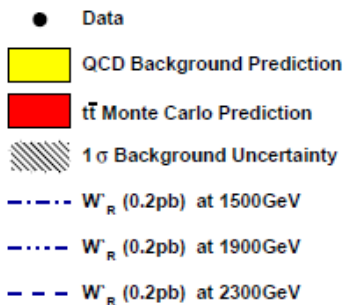 Data
QCD Background Prediction
tt̄ Monte Carlo Prediction
1 σ Background Uncertainty
W'R (0.2pb) at 1500GeV
W'R (0.2pb) at 1900GeV
W'R (0.2pb) at 2300GeV